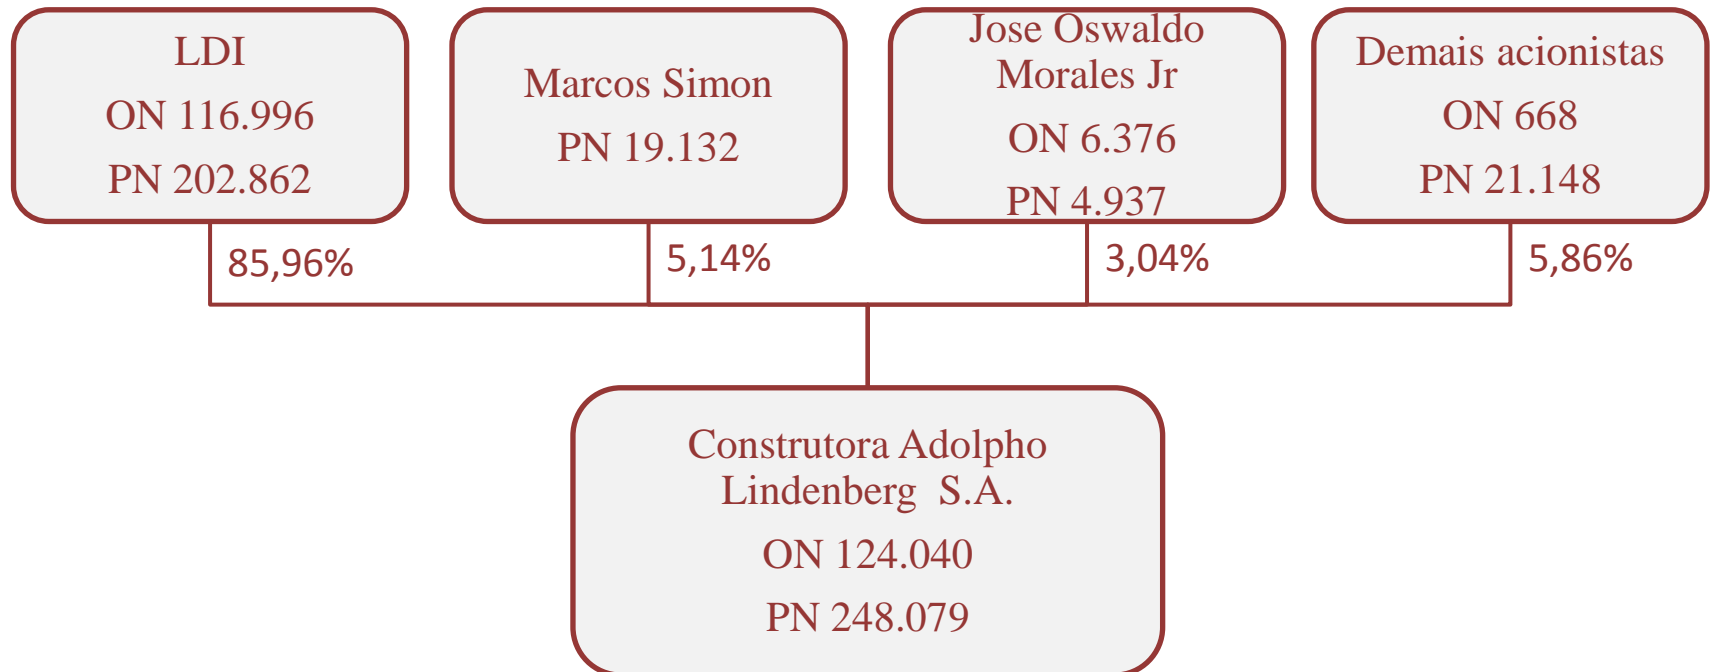 LDI
ON 116.996
PN 202.862
Marcos Simon
PN 19.132
Jose Oswaldo
Morales Jr
ON 6.376
PN 4.937
Demais acionistas
ON 668
PN 21.148
85,96%
5,14%
3,04%
5,86%
Construtora Adolpho
Lindenberg S.A.
ON 124.040
PN 248.079